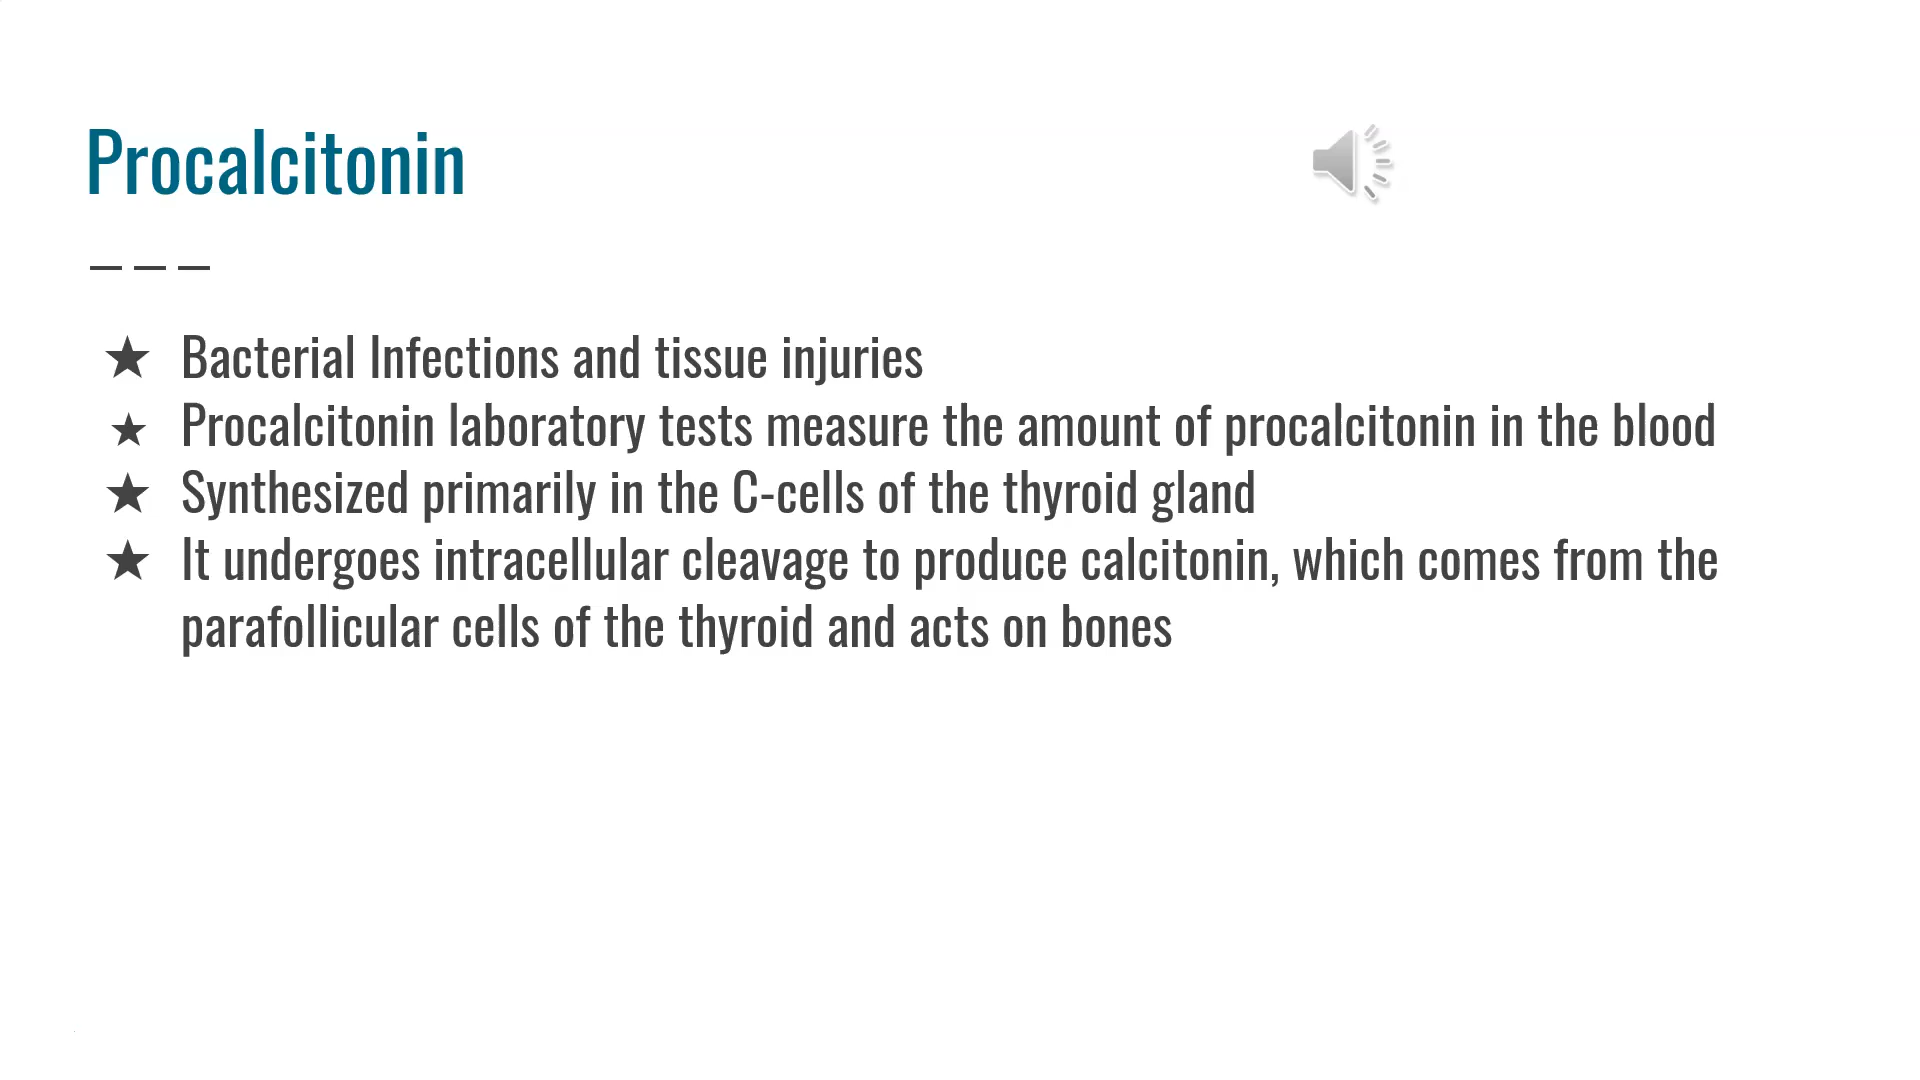 Procalcitonin
★ Bacterial Infections and tissue injuries
★ Procalcitonin laboratory tests measure the amount of procalcitonin in the blood
★ Synthesized primarily in the C-cells of the thyroid gland
★ It undergoes intracellular cleavage to produce calcitonin, which comes from the
parafollicular cells of the thyroid and acts on bones